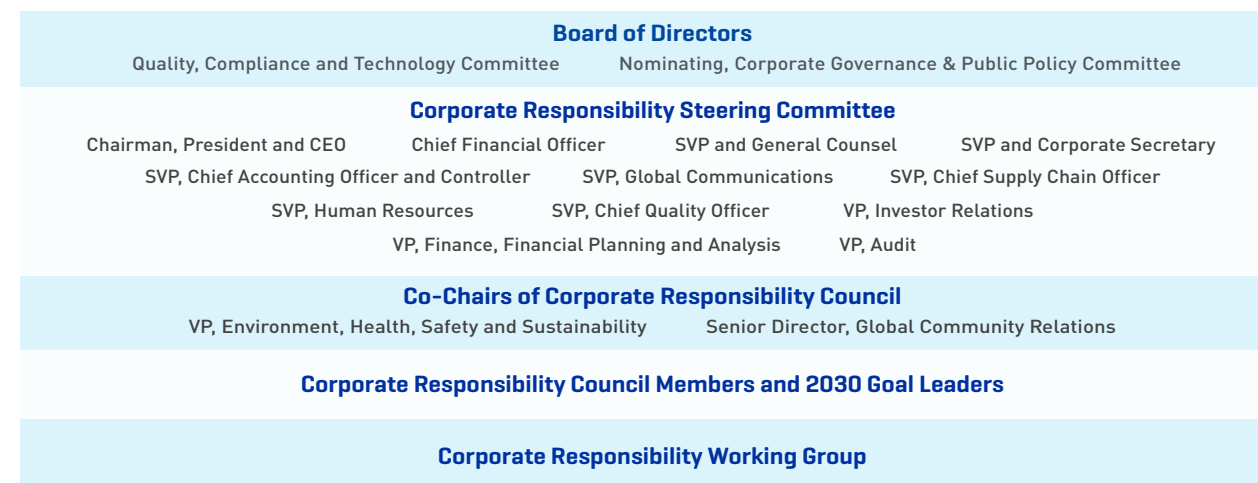 Board of Directors
Quality, Compliance and Technology Committee Nominating, Corporate Governance & Public Policy Committee
Corporate Responsibility Steering Committee
Chairman, President and CEO Chief Financial Officer SVP and General Counsel SVP and Corporate Secretary
SVP, Chief Accounting Officer and Controller SVP, Global Communications SVP, Chief Supply Chain Officer
SVP, Human Resources SVP, Chief Quality Officer VP, Investor Relations
VP, Finance, Financial Planning and Analysis VP, Audit
Co-Chairs of Corporate Responsibility Council
VP, Environment, Health, Safety and Sustainability Senior Director, Global Community Relations
Corporate Responsibility Council Members and 2030 Goal Leaders
Corporate Responsibility Working Group